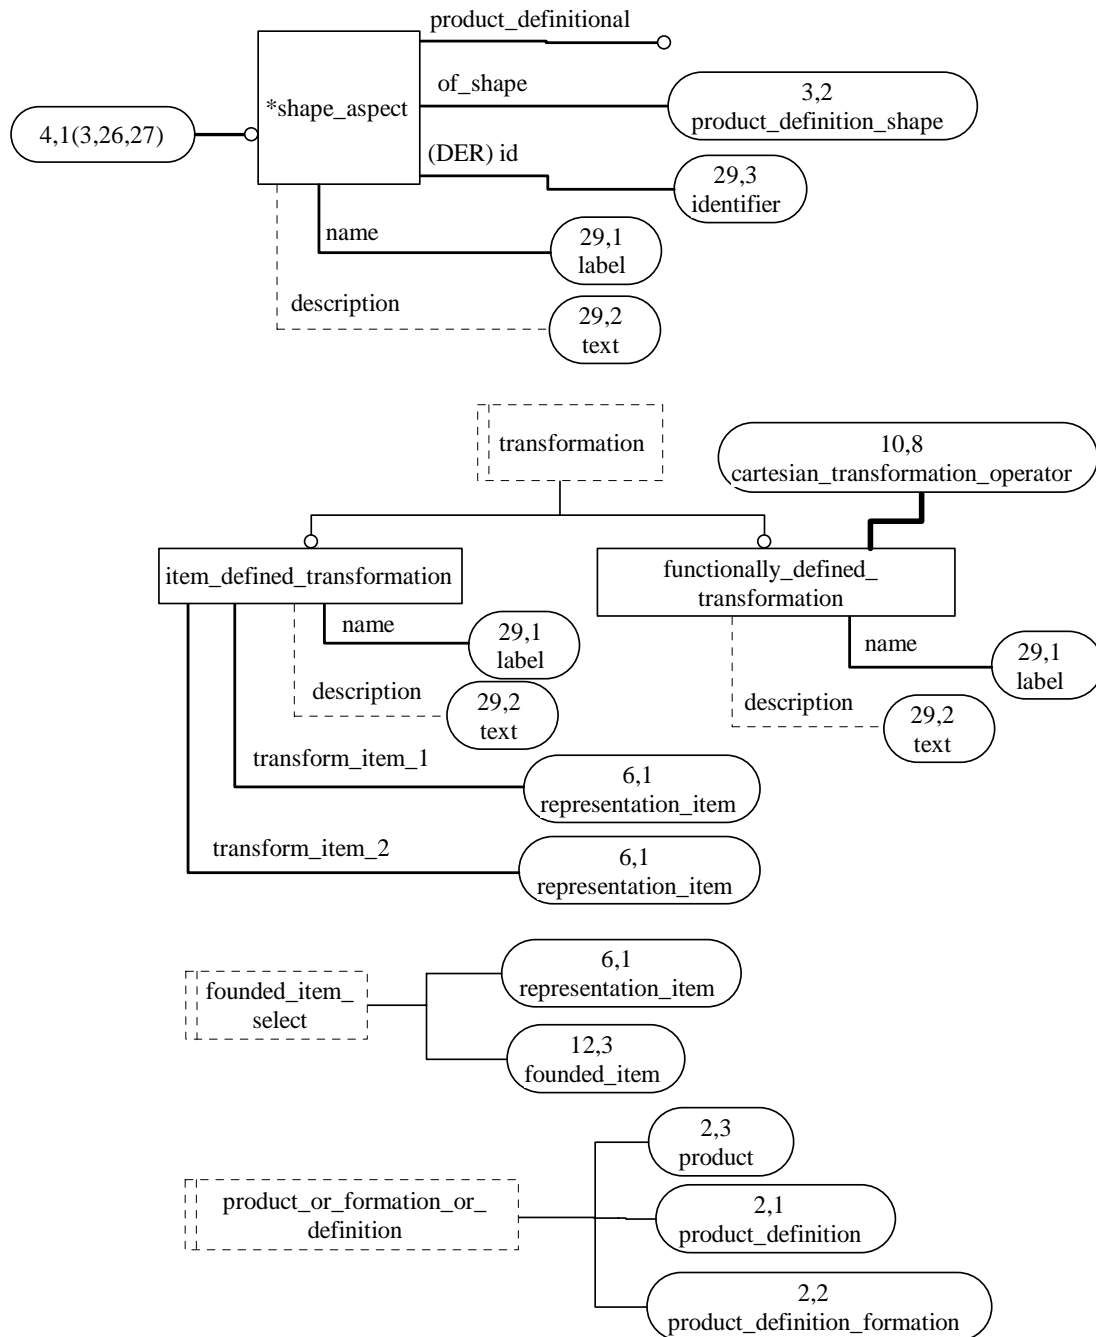 product_definitional
of_shape
3,2
product_definition_shape
*shape_aspect
4,1(3,26,27)
(DER) id
29,3
identifier
name
29,1
label
description
29,2
text
transformation
10,8
cartesian_transformation_operator
item_defined_transformation
functionally_defined_
transformation
name
29,1
label
name
29,1
label
description
29,2
text
description
29,2
text
transform_item_1
6,1
representation_item
transform_item_2
6,1
representation_item
6,1
representation_item
founded_item_
select
12,3
founded_item
2,3
product
product_or_formation_or_
definition
2,1
product_definition
2,2
product_definition_formation